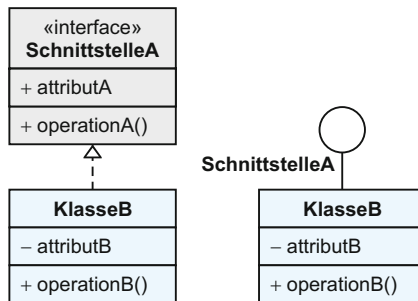 «interface»
SchnittstelleA
+ attributA
+ operationA()
KlasseB
– attributB
+ operationB()
SchnittstelleA
KlasseB
– attributB
+ operationB()